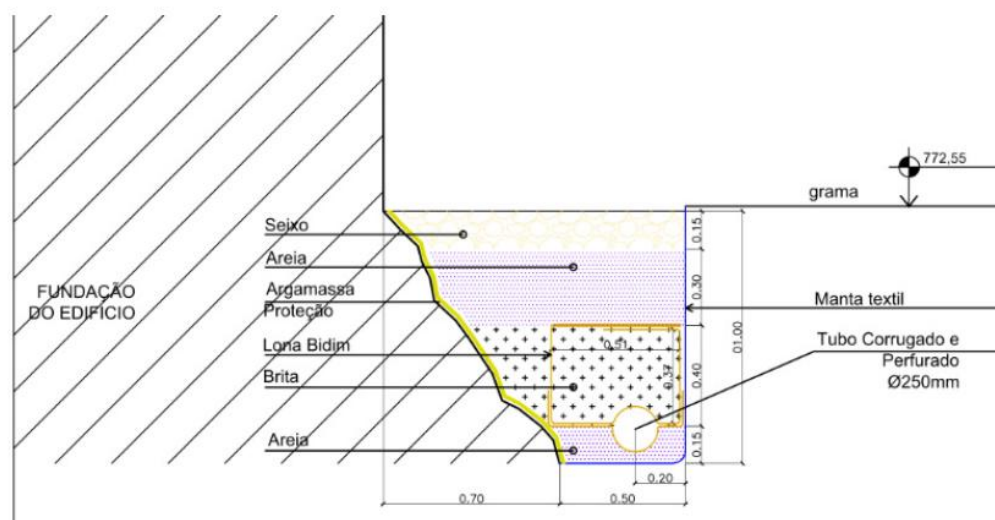 772,55
grama
Seixo
0.15
Areia
FUNDAÇÃO
DO EDIFÍCIO
Argamassa
Proteção
0.30
Manta textil
01,00
Lona Bidim
0.51
Tubo Corrugado e
Perfurado
Ø250mm
Brita
0.37
0.40
Areia
0.15
0.20
0.70
0.50